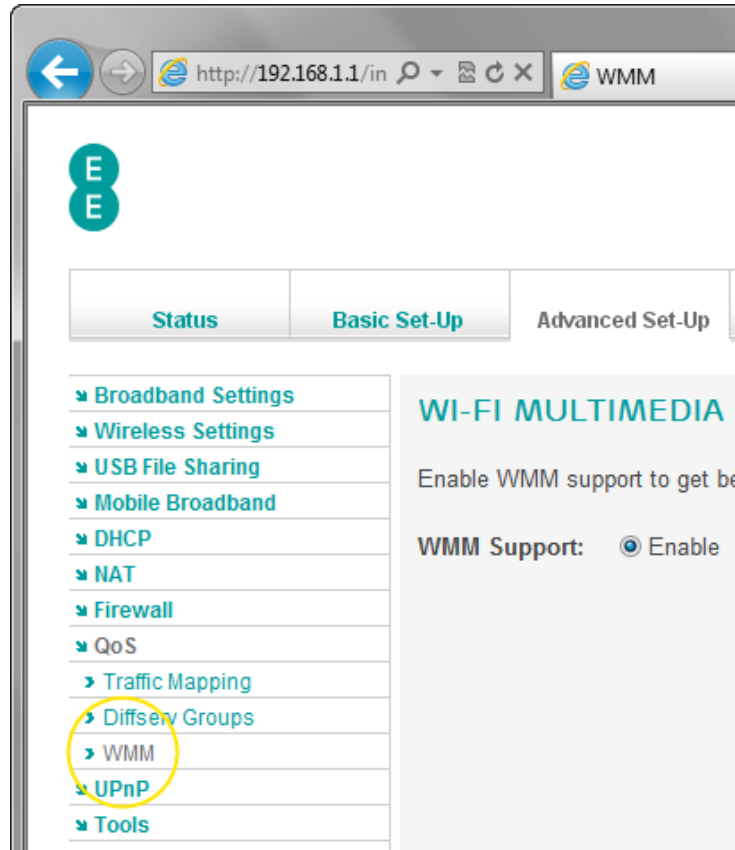 http://192.168.1.1/in
WMM
E
E
Status
Basic Set-Up
Advanced Set-Up
Broadband Settings
Wireless Settings
USB File Sharing
Mobile Broadband
DHCP
NAT
Firewall
QoS
Traffic Mapping
Diffserv Groups
WMM
UPnP
Tools
WI-FI MULTIMEDIA
Enable WMM support to get be
WMM Support: Enable